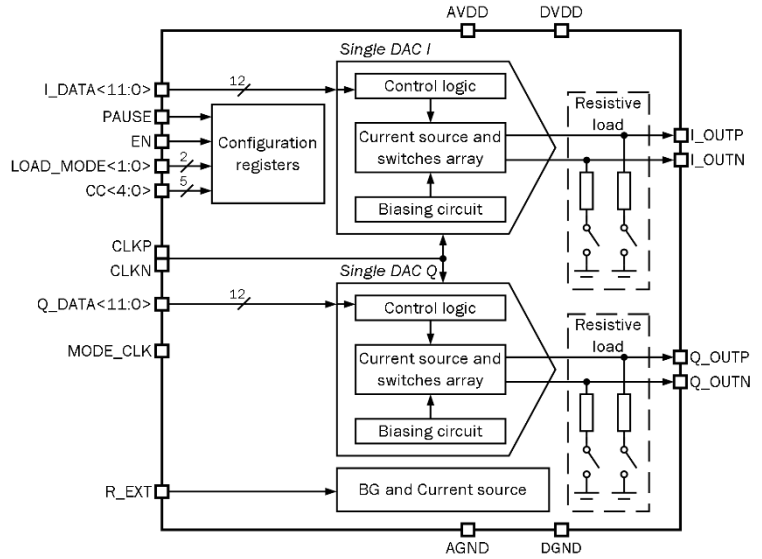 AVDD
DVDD
Single DAC I
I_DATA<11:0>
12
Control logic
PAUSE
EN
LOAD_MODE<1:0>
2
CC<4:0>
5
Configuration
registers
Current source and
switches array
Biasing circuit
Resistive
load
I_OUTP
I_OUTN
CLKP
CLKN
Single DAC Q
Q_DATA<11:0>
12
Control logic
MODE_CLK
Current source and
switches array
Biasing circuit
Resistive
load
Q_OUTP
Q_OUTN
R_EXT
BG and Current source
AGND
DGND